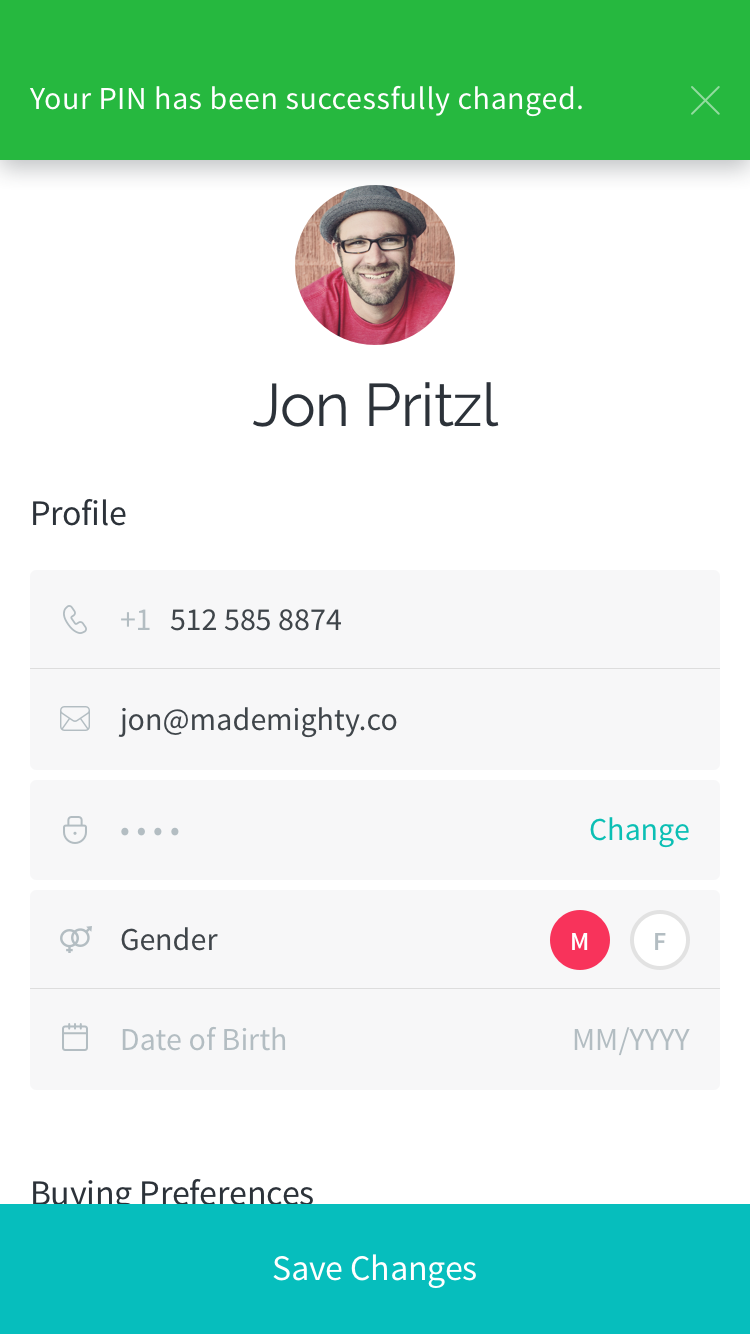 Your PIN has been successfully changed.
Jon Pritzl
Profile
+1 512 585 8874
jon@mademighty.co
•••• Change
Gender M F
Date of Birth MM/YYYY
Buying Preferences
Save Changes